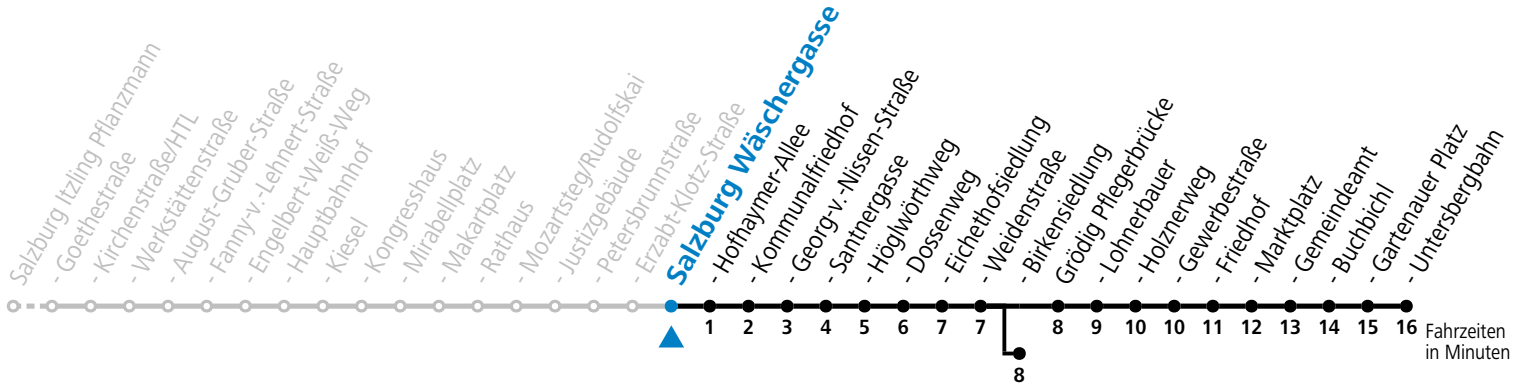 Salzburg Itzling Pflanzmann
- Goethestraße
- Kirchenstraße/HTL
- Werkstättenstraße
- August-Gruber-Straße
- Fanny-v.-Lehnert-Straße
- Engelbert-Weiß-Weg
- Hauptbahnhof
- Kiesel
- Kongresshaus
- Mirabellplatz
- Makartplatz
- Rathaus
- Mozartsteg/Rudolfskai
- Justizgebäude
- Petersbrunnstraße
- Erzabt-Klotz-Straße
Salzburg Wäschergasse
- Hofhaymer-Allee
- Kommunalfriedhof
- Georg-v.-Nissen-Straße
- Santnergasse
- Höglwörthweg
- Dossenweg
- Eichethofsiedlung
- Weidenstraße
- Birkensiedlung
Grödig Pflegerbrücke
- Lohnerbauer
- Holznerweg
- Gewerbestraße
- Friedhof
- Marktplatz
- Gemeindeamt
- Buchbichl
- Gartenauer Platz
- Untersbergbahn
1 2 3 4 5 6 7 7 8 9 10 10 11 12 13 14 15 16
Fahrzeiten
in Minuten
8